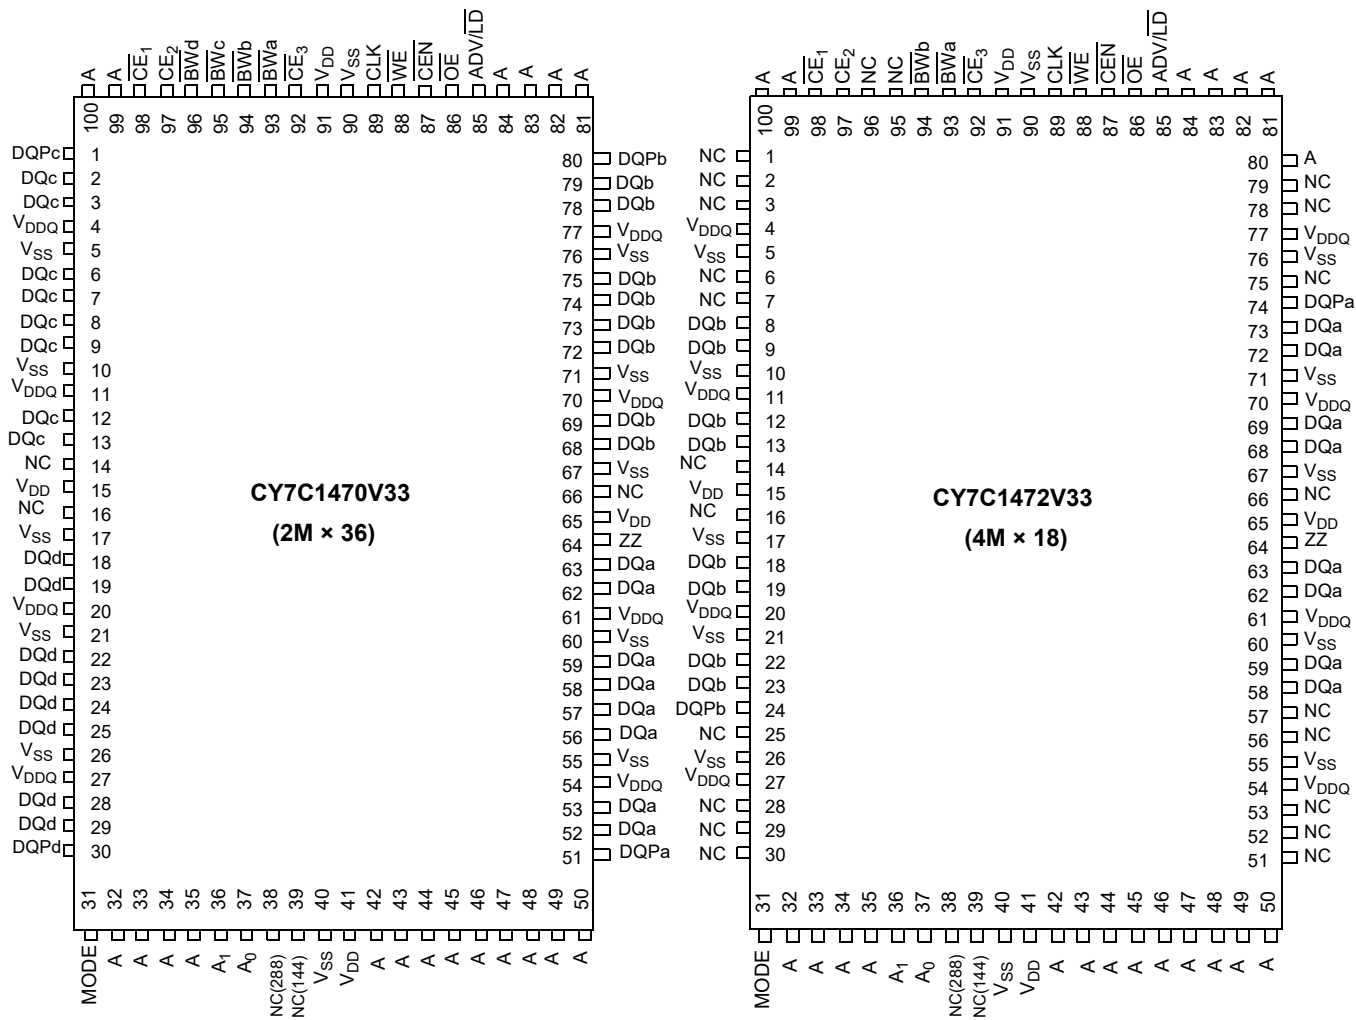 A A CE1 CE2 BWd BWc BWb BWa CE3 VDD VSS CLK WE CEN OE ADV/LD A A A A
100 99 98 97 96 95 94 93 92 91 90 89 88 87 86 85 84 83 82 81
DQPc 1
DQc 2
DQc 3
VDDQ 4
VSS 5
DQc 6
DQc 7
DQc 8
DQc 9
VSS 10
VDDQ 11
DQc 12
DQc 13
NC 14
VDD 15
NC 16
VSS 17
DQd 18
DQd 19
VDDQ 20
VSS 21
DQd 22
DQd 23
DQd 24
DQd 25
VSS 26
VDDQ 27
DQd 28
DQd 29
DQPd 30
CY7C1470V33
(2M × 36)
80 DQPb
79 DQb
78 DQb
77 VDDQ
76 VSS
75 DQb
74 DQb
73 DQb
72 DQb
71 VSS
70 VDDQ
69 DQb
68 DQb
67 VSS
66 NC
65 VDD
64 ZZ
63 DQa
62 DQa
61 VDDQ
60 VSS
59 DQa
58 DQa
57 DQa
56 DQa
55 VSS
54 VDDQ
53 DQa
52 DQa
51 DQPa
31 32 33 34 35 36 37 38 39 40 41 42 43 44 45 46 47 48 49 50
MODE A A A A A1 A0 NC(288) NC(144) VSS VDD A A A A A A A A A
A A CE1 CE2 NC NC BWb BWa CE3 VDD VSS CLK WE CEN OE ADV/LD A A A A
100 99 98 97 96 95 94 93 92 91 90 89 88 87 86 85 84 83 82 81
NC 1
NC 2
NC 3
VDDQ 4
VSS 5
NC 6
NC 7
DQb 8
DQb 9
VSS 10
VDDQ 11
DQb 12
DQb 13
NC 14
VDD 15
NC 16
VSS 17
DQb 18
DQb 19
VDDQ 20
VSS 21
DQb 22
DQb 23
DQPb 24
NC 25
VSS 26
VDDQ 27
NC 28
NC 29
NC 30
CY7C1472V33
(4M × 18)
80 A
79 NC
78 NC
77 VDDQ
76 VSS
75 NC
74 DQPa
73 DQa
72 DQa
71 VSS
70 VDDQ
69 DQa
68 DQa
67 VSS
66 NC
65 VDD
64 ZZ
63 DQa
62 DQa
61 VDDQ
60 VSS
59 DQa
58 DQa
57 NC
56 NC
55 VSS
54 VDDQ
53 NC
52 NC
51 NC
31 32 33 34 35 36 37 38 39 40 41 42 43 44 45 46 47 48 49 50
MODE A A A A A1 A0 NC(288) NC(144) VSS VDD A A A A A A A A A